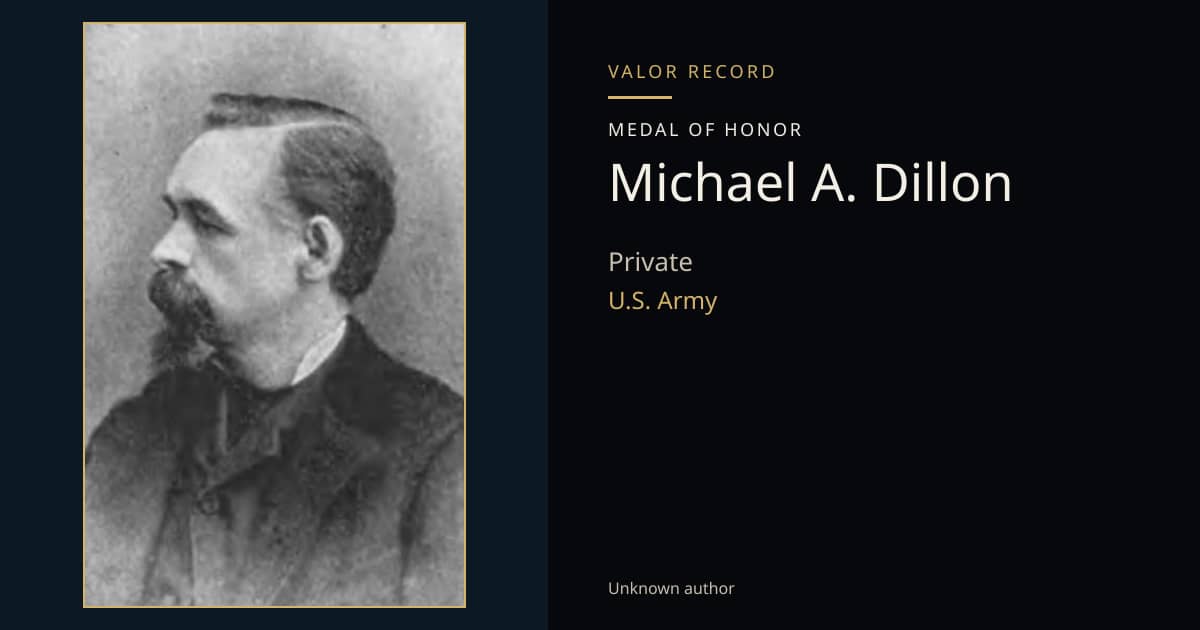 VALOR RECORD
MEDAL OF HONOR
Michael A. Dillon
Private
U.S. Army
Unknown author